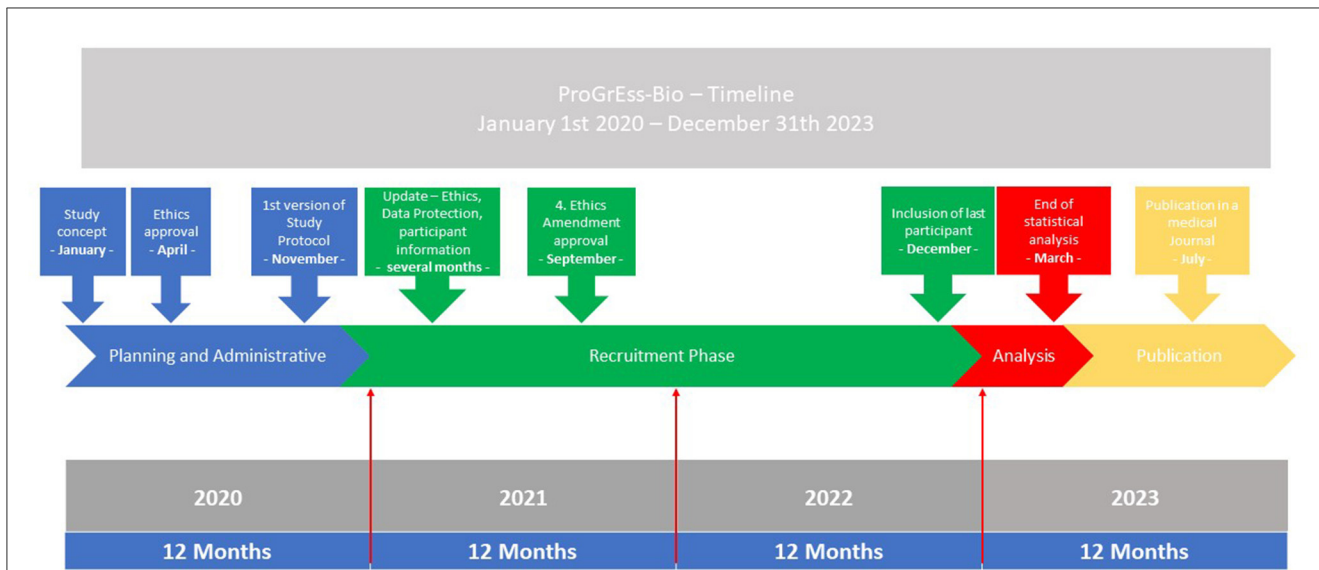 ProGrEss-Bio – Timeline
January 1st 2020 – December 31th 2023
Study
concept
- January -
Ethics
approval
- April -
1st version of
Study
Protocol
- November-
Update – Ethics,
Data Protection,
participant
information
- several months -
4. Ethics
Amendment
approval
- September-
Inclusion of last
participant
- December-
End of
statistical
analysis
- March -
Publication in a
medical
Journal
- July-
Planning and Administrative
Recruitment Phase
Analysis
Publication
2020
2021
2022
2023
12 Months
12 Months
12 Months
12 Months